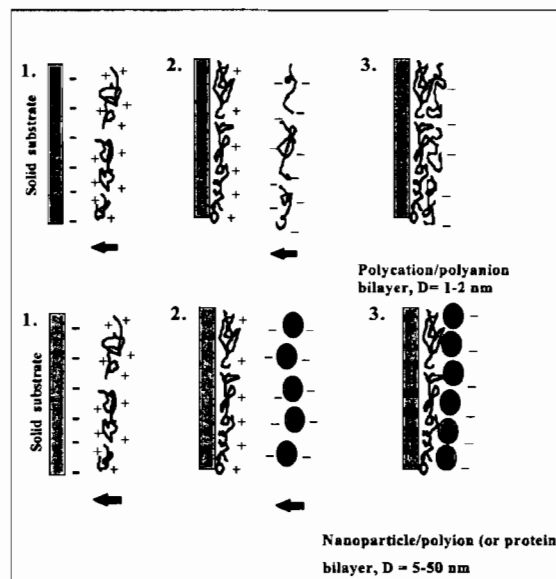 1.
2.
3.
Solid substrate
Polycation/polyanion
bilayer, D= 1-2 nm
1.
2.
3.
Solid substrate
Nanoparticle/polyion (or protein
bilayer, D = 5-50 nm